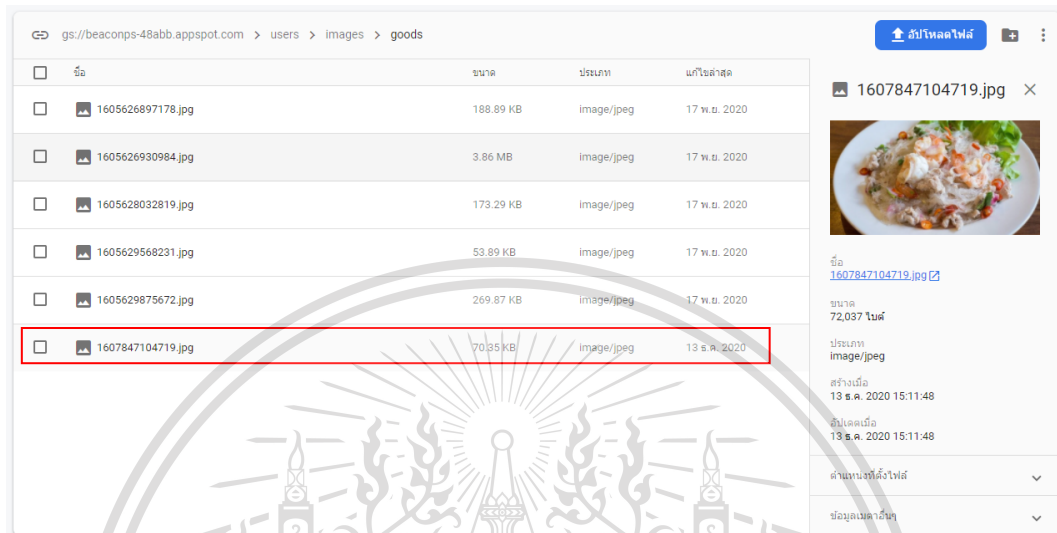 gs://beaconps-48abb.appspot.com > users > images > goods
อัปโหลดไฟล์
ชื่อ ขนาด ประเภท แก้ไขล่าสุด
1605626897178.jpg 188.89 KB image/jpeg 17 พ.ย. 2020
1605626930984.jpg 3.86 MB image/jpeg 17 พ.ย. 2020
1605628032819.jpg 173.29 KB image/jpeg 17 พ.ย. 2020
1605629568231.jpg 53.89 KB image/jpeg 17 พ.ย. 2020
1605629875672.jpg 269.87 KB image/jpeg 17 พ.ย. 2020
1607847104719.jpg 70.35 KB image/jpeg 13 ธ.ค. 2020
1607847104719.jpg
ชื่อ
1607847104719.jpg
ขนาด
72,037 ไบต์
ประเภท
image/jpeg
สร้างเมื่อ
13 ธ.ค. 2020 15:11:48
อัปเดตเมื่อ
13 ธ.ค. 2020 15:11:48
ตำแหน่งที่ตั้งไฟล์
ข้อมูลเมตาอื่นๆ